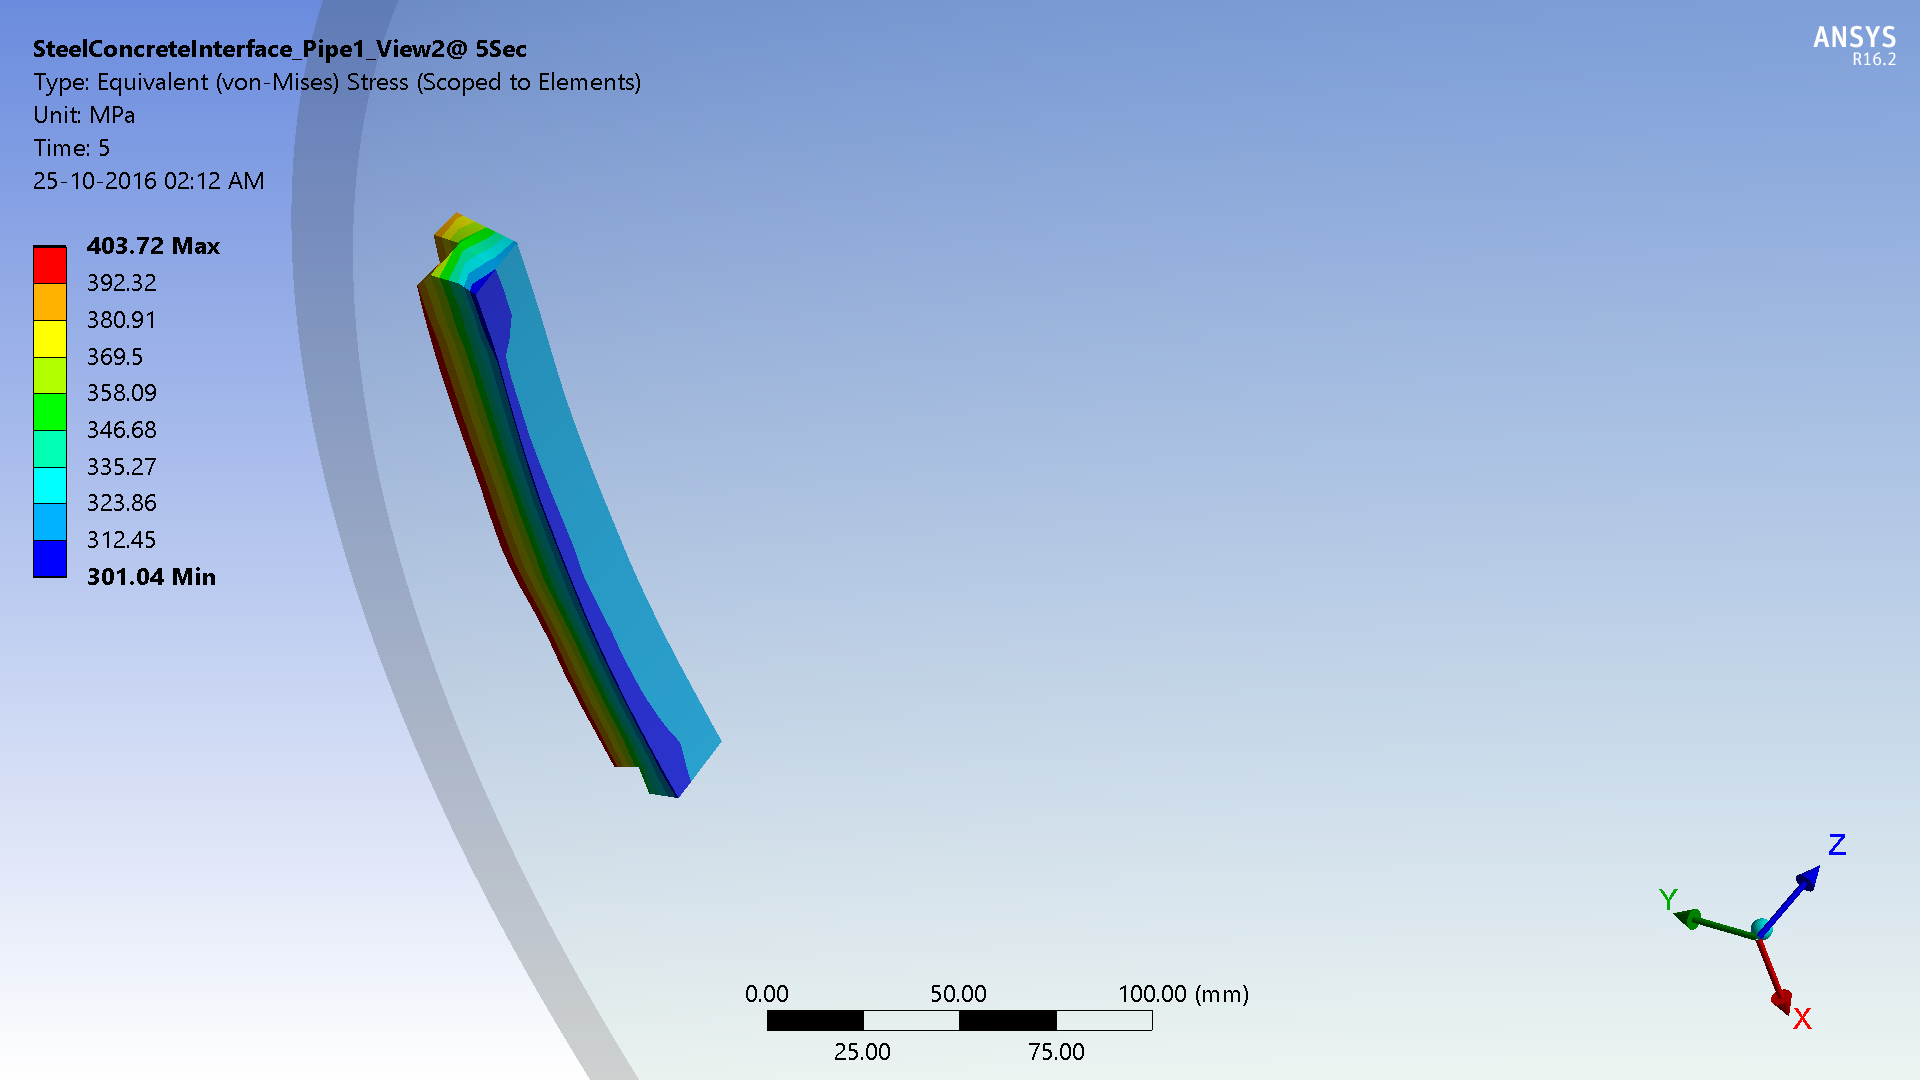 SteelConcreteInterface_Pipe1_View2@ 5Sec
Type: Equivalent (von-Mises) Stress (Scoped to Elements)
Unit: MPa
Time: 5
25-10-2016 02:12 AM
ANSYS
R16.2
403.72 Max
392.32
380.91
369.5
358.09
346.68
335.27
323.86
312.45
301.04 Min
Z
Y
X
0.00 50.00 100.00 (mm)
25.00 75.00